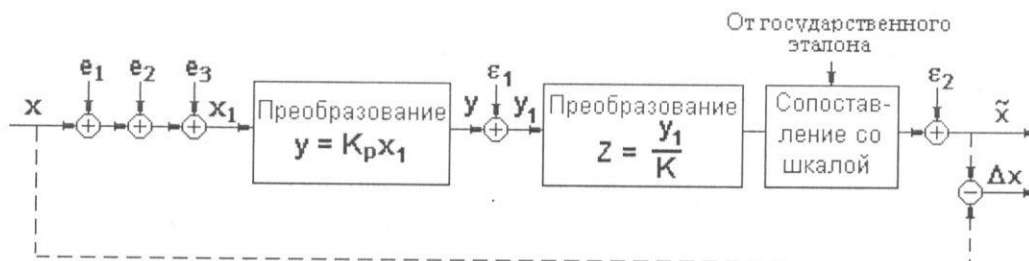 От государственного
эталона
e₁ e₂ e₃ ε₁ ε₂
x x₁ y y₁ x̃
Преобразование
y = Kₚx₁
Преобразование
Z = y₁/K
Сопостав-
ление со
шкалой
Δx